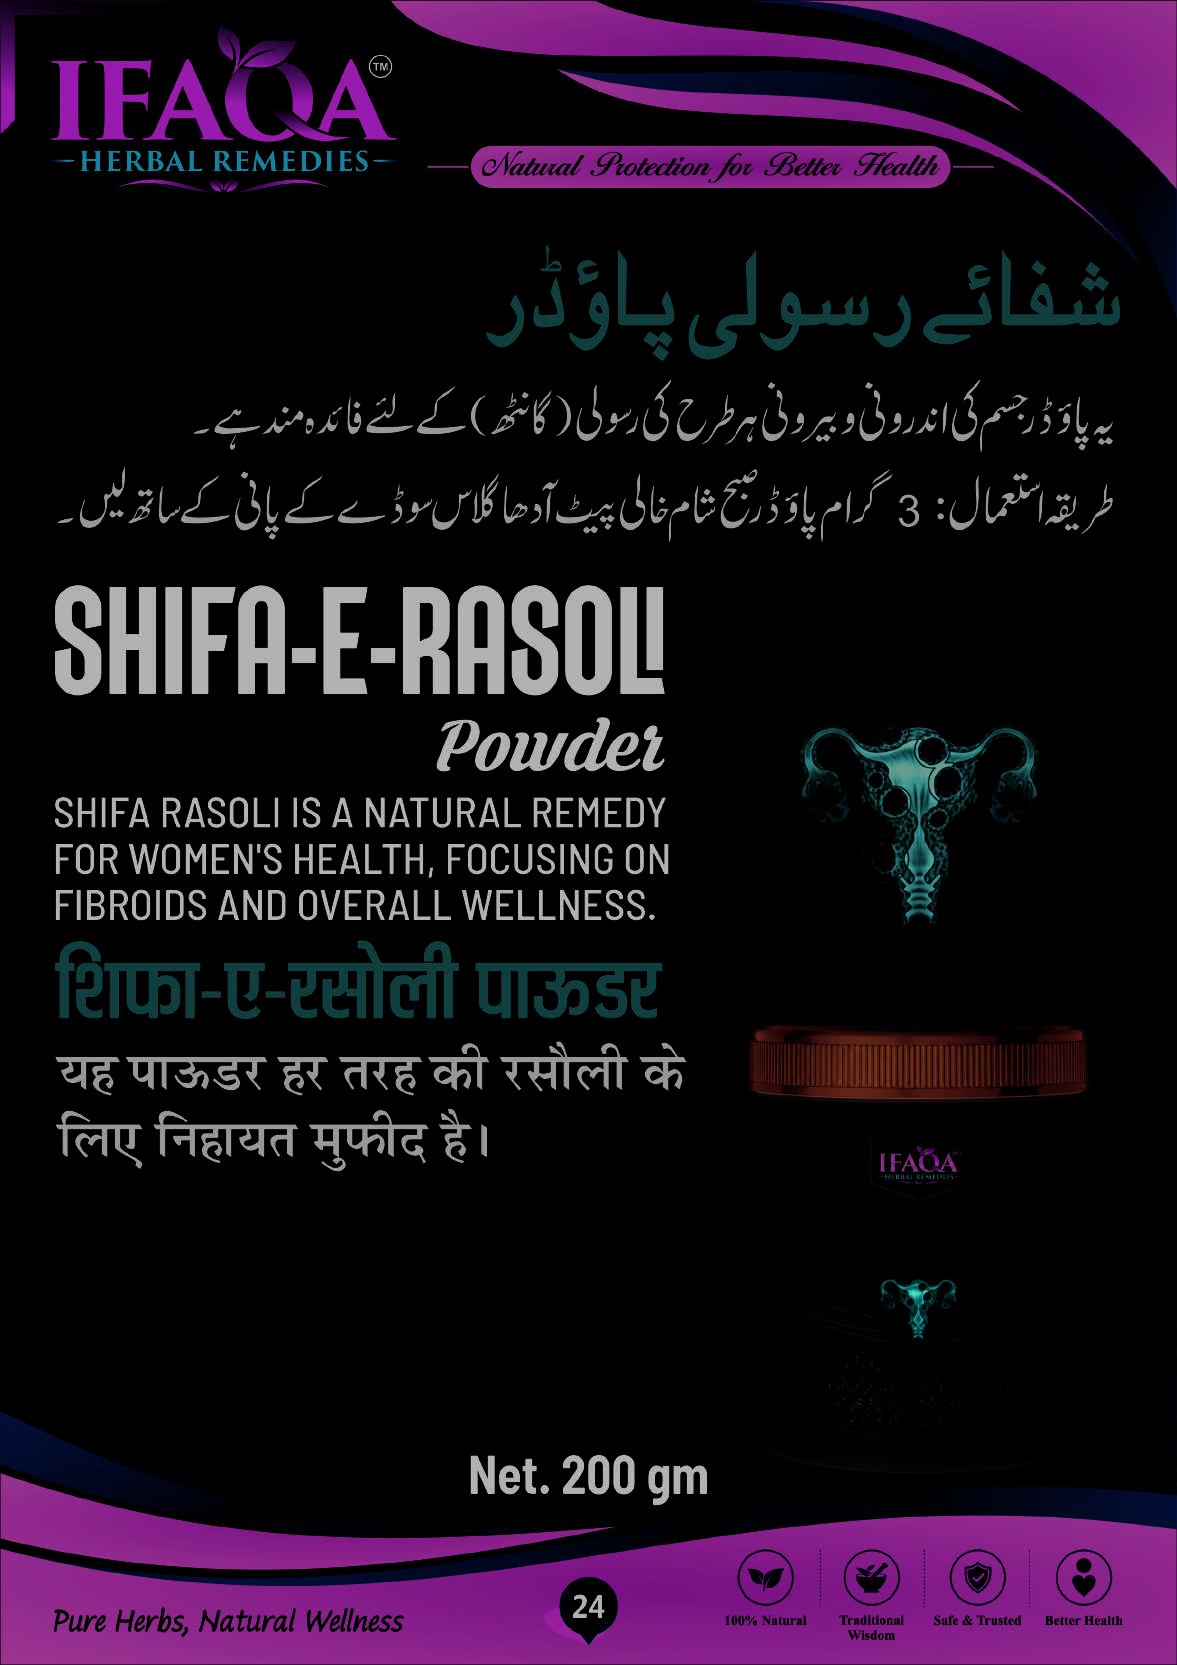 IFAQA TM
HERBAL REMEDIES
Natural Protection for Better Health
شفائے رسولی پاؤڈر
یہ پاؤڈر جسم کی اندرونی و بیرونی ہر طرح کی رسولی (گانٹھ) کے لئے فائدہ مند ہے۔
طریقہ استعمال: 3 گرام پاؤڈر صبح شام خالی پیٹ آدھا گلاس سوڈے کے پانی کے ساتھ لیں۔
SHIFA-E-RASOLI
Powder
SHIFA RASOLI IS A NATURAL REMEDY
FOR WOMEN'S HEALTH, FOCUSING ON
FIBROIDS AND OVERALL WELLNESS.
शिफा-ए-रसोली पाऊडर
यह पाऊडर हर तरह की रसौली के
लिए निहायत मुफीद है।
IFAQA
HERBAL REMEDIES
Net. 200 gm
Pure Herbs, Natural Wellness
24
100% Natural
Traditional
Wisdom
Safe & Trusted
Better Health